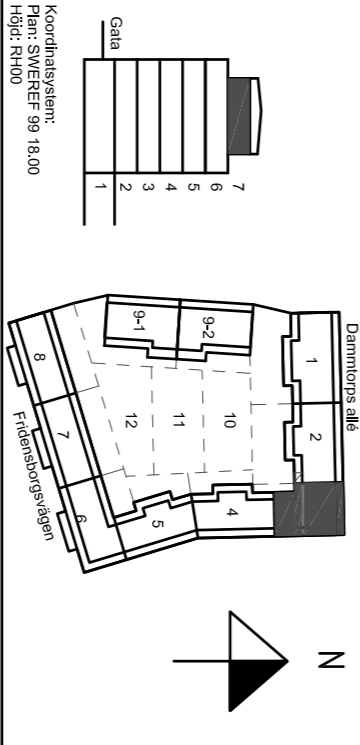 Gata
1
2
3
4
5
6
7
Koordinatsystem:
Plan: SWEREF 99 18.00
Höjd: RH00
Dammtorps allé
1
2
4
5
6
7
8
9-1
9-2
10
11
12
Fridensborgsvägen
N